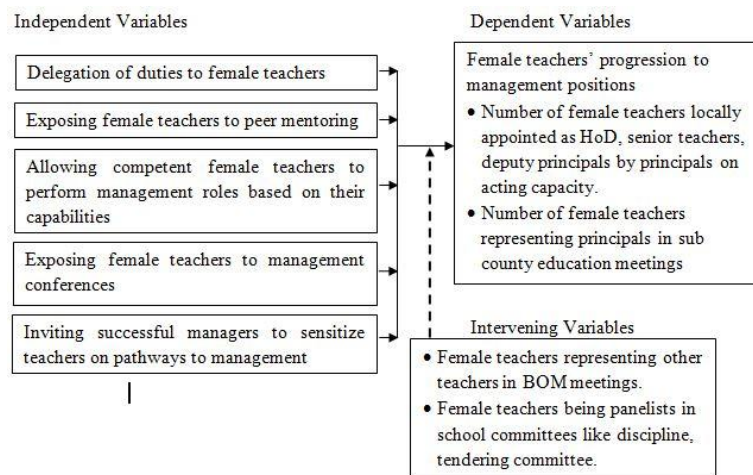 Independent Variables
Delegation of duties to female teachers
Exposing female teachers to peer mentoring
Allowing competent female teachers to
perform management roles based on their
capabilities
Exposing female teachers to management
conferences
Inviting successful managers to sensitize
teachers on pathways to management
Dependent Variables
Female teachers’ progression to
management positions
• Number of female teachers locally
appointed as HoD, senior teachers,
deputy principals by principals on
acting capacity.
• Number of female teachers
representing principals in sub
county education meetings
Intervening Variables
• Female teachers representing other
teachers in BOM meetings.
• Female teachers being panelists in
school committees like discipline,
tendering committee.